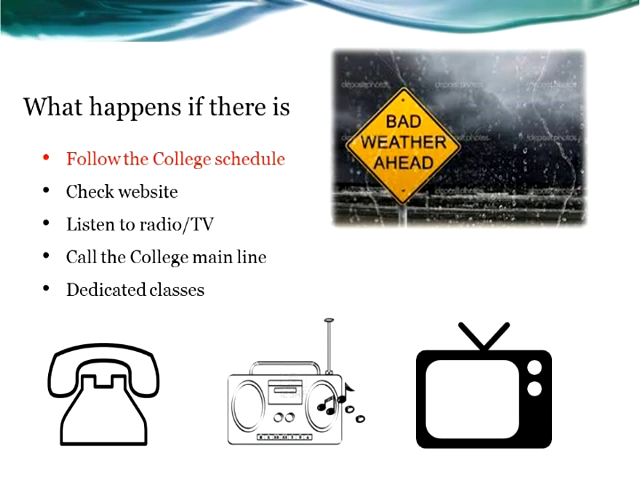 What happens if there is
BAD
WEATHER
AHEAD
• Follow the College schedule
• Check website
• Listen to radio/TV
• Call the College main line
• Dedicated classes